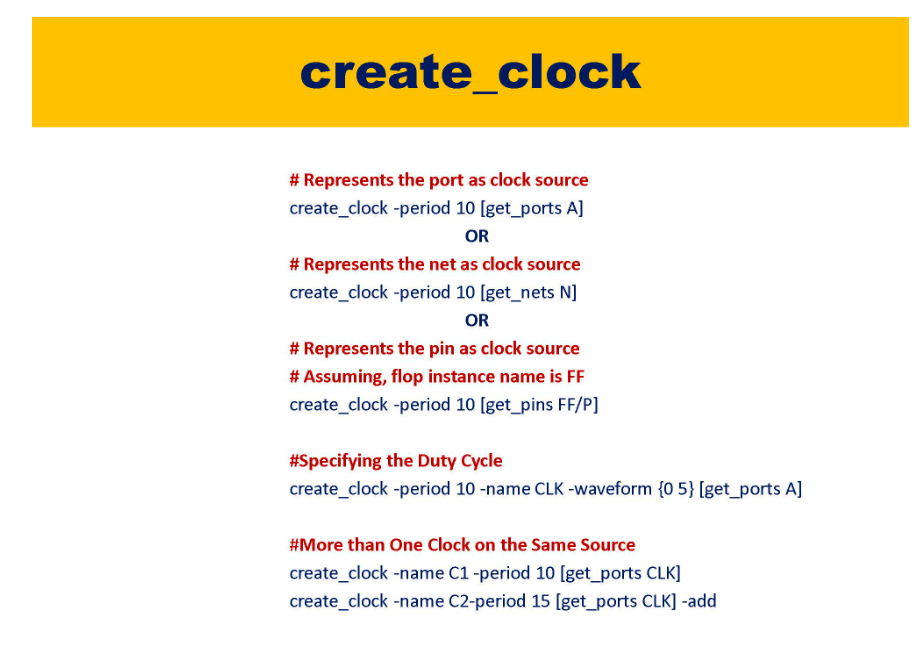 create_clock
# Represents the port as clock source
create_clock -period 10 [get_ports A]
OR
# Represents the net as clock source
create_clock -period 10 [get_nets N]
OR
# Represents the pin as clock source
# Assuming, flop instance name is FF
create_clock -period 10 [get_pins FF/P]
#Specifying the Duty Cycle
create_clock -period 10 -name CLK -waveform {0 5} [get_ports A]
#More than One Clock on the Same Source
create_clock -name C1 -period 10 [get_ports CLK]
create_clock -name C2-period 15 [get_ports CLK] -add